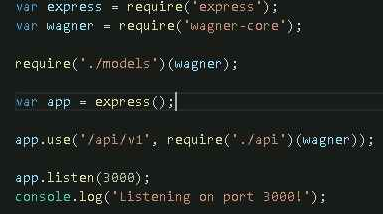 var express = require('express');
var wagner = require('wagner-core');
require('./models')(wagner);
var app = express();
app.use('/api/v1', require('./api')(wagner));
app.listen(3000);
console.log('Listening on port 3000!');